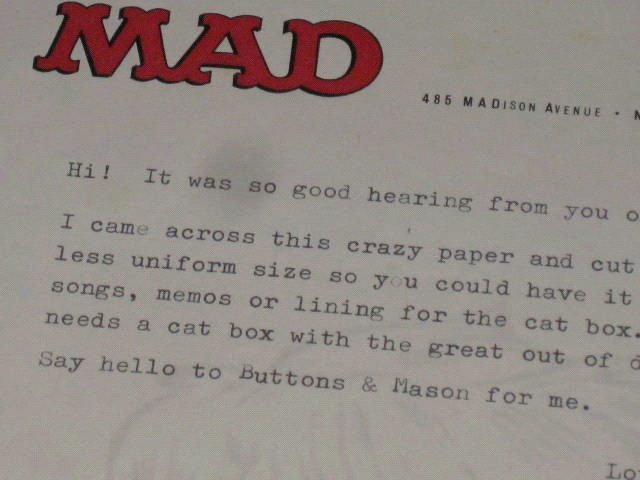 MAD
485 MADISON AVENUE •
Hi! It was so good hearing from you
I came across this crazy paper and cut
less uniform size so you could have it
songs, memos or lining for the cat box.
needs a cat box with the great out of
Say hello to Buttons & Mason for me.